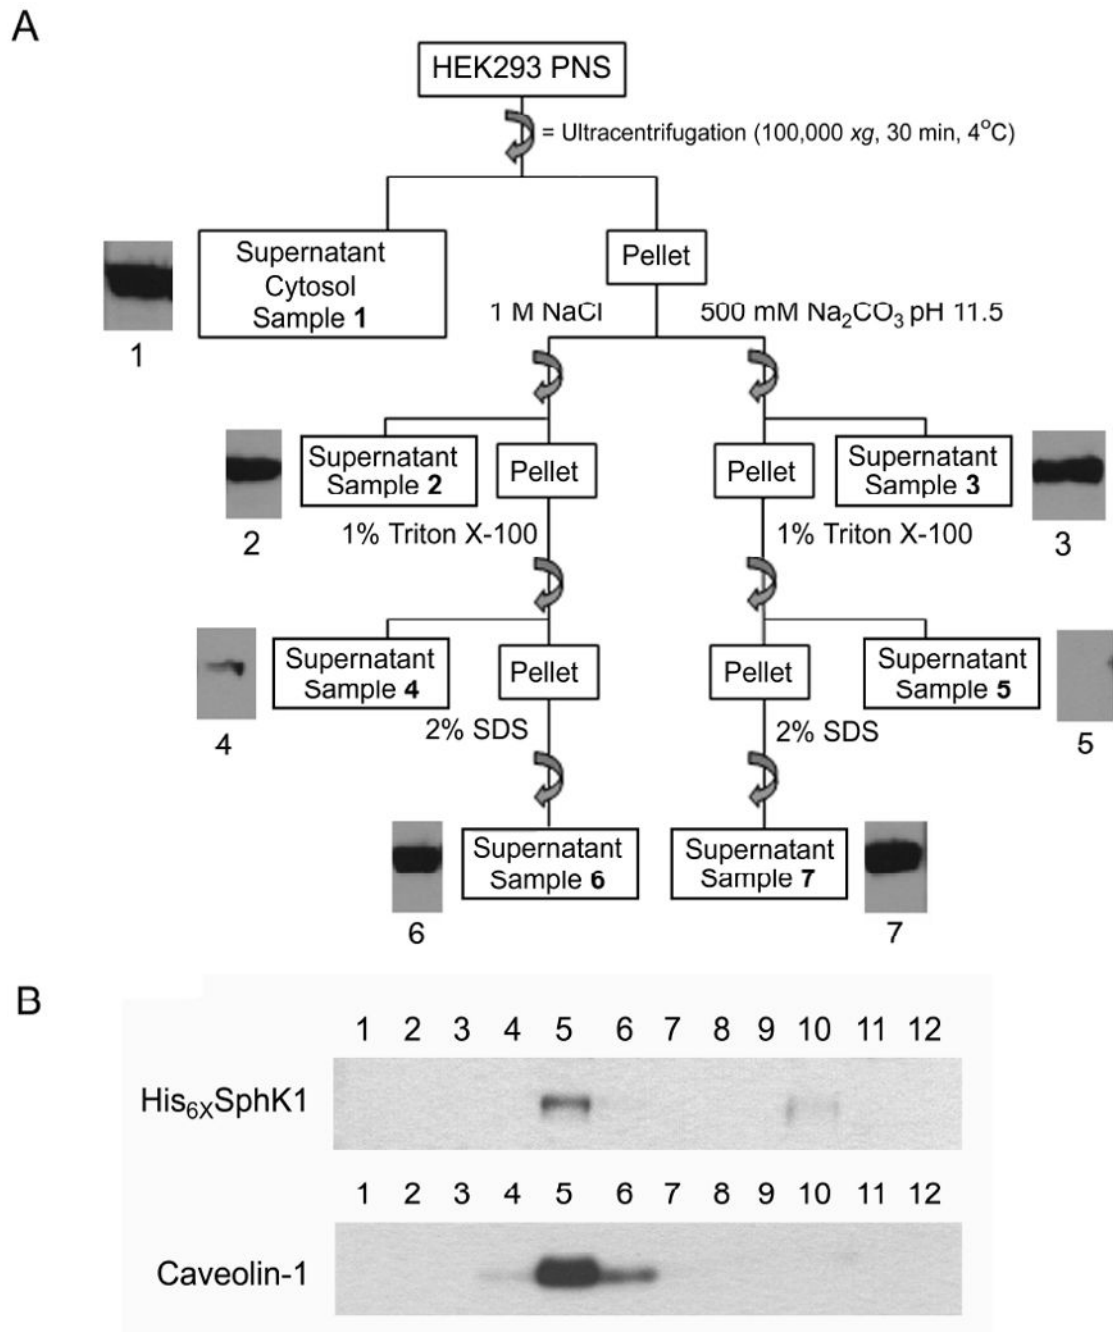 A
HEK293 PNS
= Ultracentrifugation (100,000 xg, 30 min, 4°C)
Supernatant
Cytosol
Sample 1
Pellet
1
1 M NaCl
500 mM Na₂CO₃ pH 11.5
Supernatant
Sample 2
Pellet
Pellet
Supernatant
Sample 3
2
1% Triton X-100
1% Triton X-100
3
Supernatant
Sample 4
Pellet
Pellet
Supernatant
Sample 5
4
2% SDS
2% SDS
5
Supernatant
Sample 6
Supernatant
Sample 7
6
7
B
1 2 3 4 5 6 7 8 9 10 11 12
His₆ₓSphK1
1 2 3 4 5 6 7 8 9 10 11 12
Caveolin-1